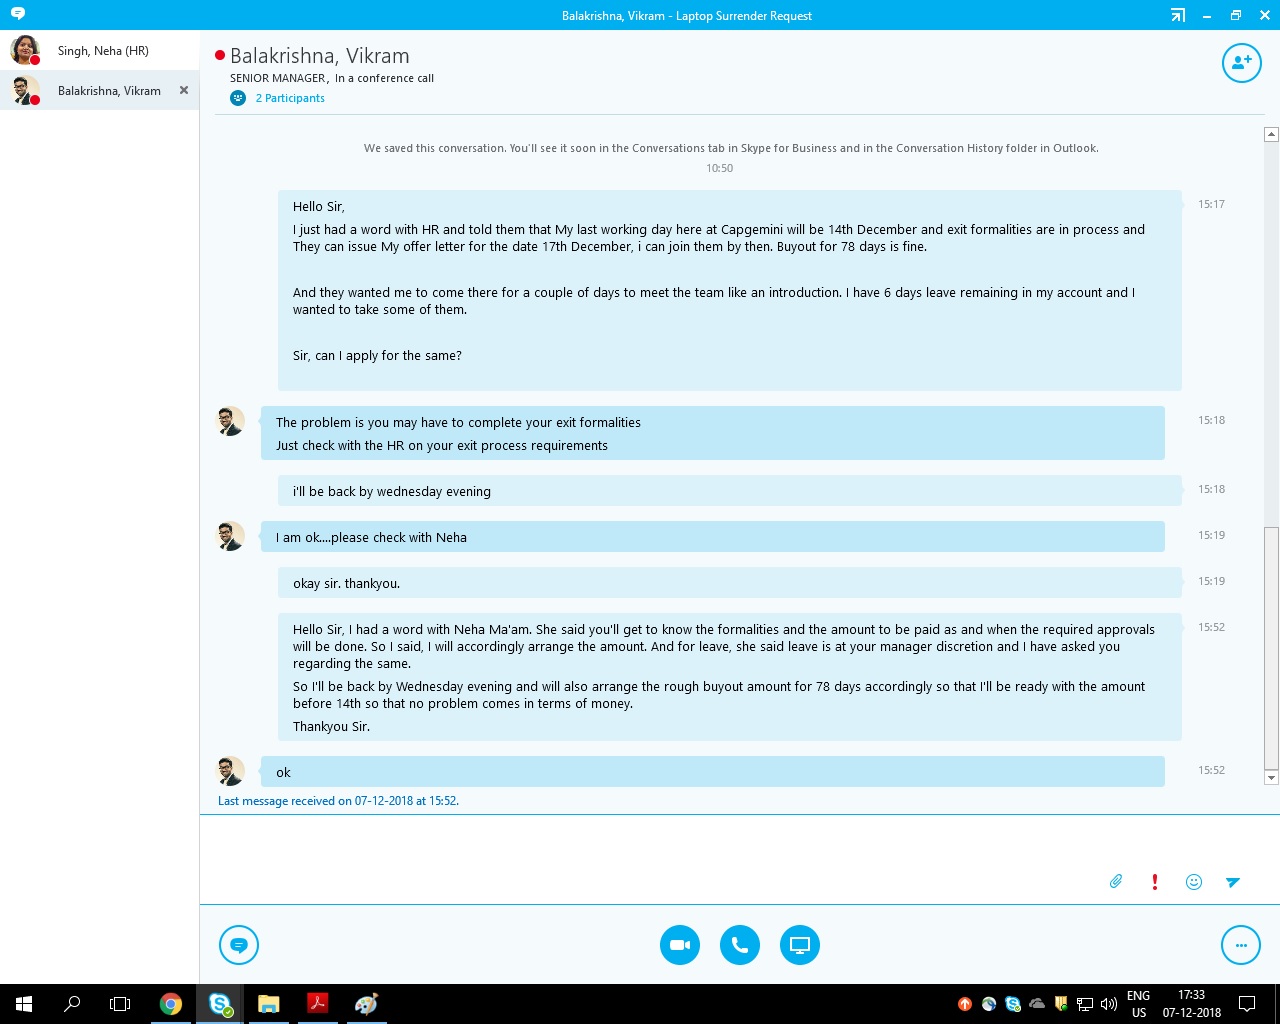 Balakrishna, Vikram - Laptop Surrender Request
Singh, Neha (HR)
Balakrishna, Vikram
Balakrishna, Vikram
SENIOR MANAGER, In a conference call
2 Participants
We saved this conversation. You'll see it soon in the Conversations tab in Skype for Business and in the Conversation History folder in Outlook.
10:50
Hello Sir,
15:17
I just had a word with HR and told them that My last working day here at Capgemini will be 14th December and exit formalities are in process and
They can issue My offer letter for the date 17th December, i can join them by then. Buyout for 78 days is fine.
And they wanted me to come there for a couple of days to meet the team like an introduction. I have 6 days leave remaining in my account and I
wanted to take some of them.
Sir, can I apply for the same?
The problem is you may have to complete your exit formalities
15:18
Just check with the HR on your exit process requirements
i'll be back by wednesday evening
15:18
I am ok....please check with Neha
15:19
okay sir. thankyou.
15:19
Hello Sir, I had a word with Neha Ma'am. She said you'll get to know the formalities and the amount to be paid as and when the required approvals
15:52
will be done. So I said, I will accordingly arrange the amount. And for leave, she said leave is at your manager discretion and I have asked you
regarding the same.
So I'll be back by Wednesday evening and will also arrange the rough buyout amount for 78 days accordingly so that I'll be ready with the amount
before 14th so that no problem comes in terms of money.
Thankyou Sir.
ok
15:52
Last message received on 07-12-2018 at 15:52.
ENG
US
17:33
07-12-2018